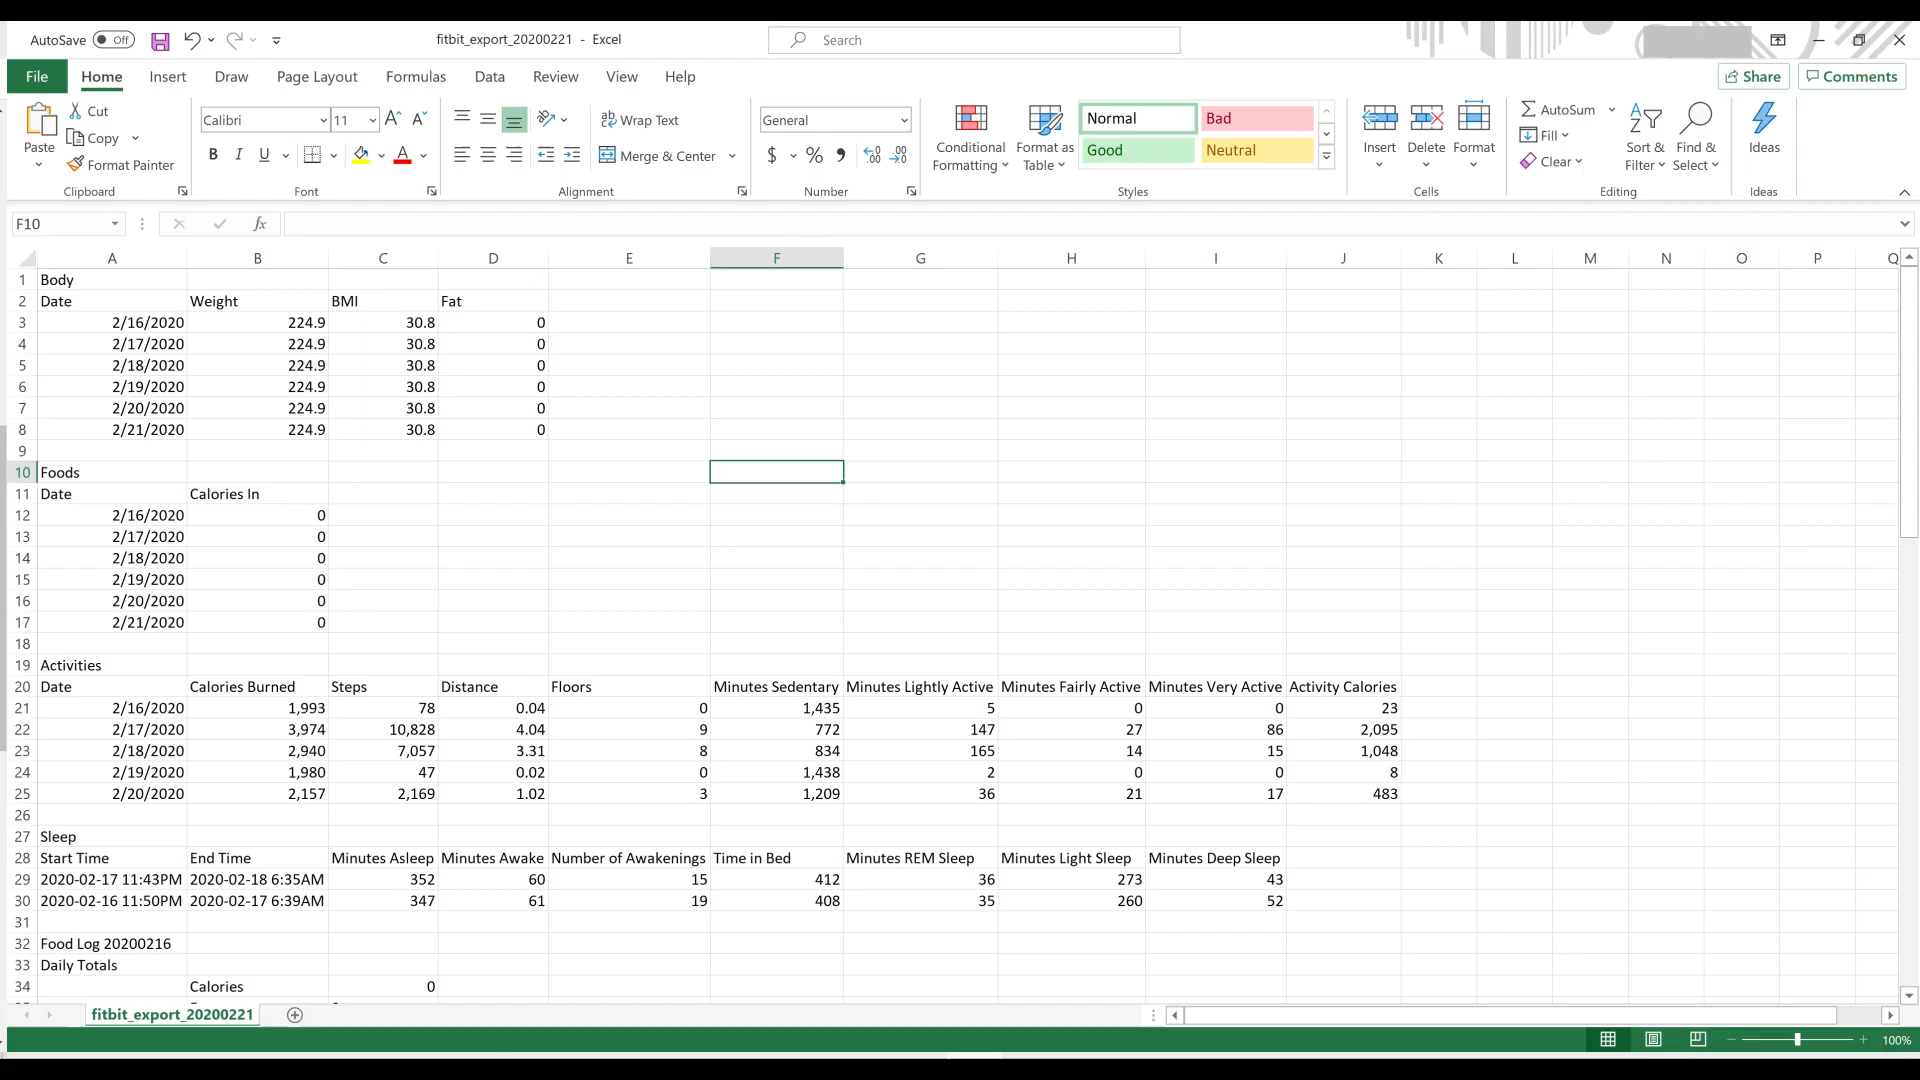 AutoSave Off fitbit_export_20200221 - Excel Search
File Home Insert Draw Page Layout Formulas Data Review View Help Share Comments
Paste Cut Copy Format Painter Clipboard
Calibri 11 B I U A Font
ab Wrap Text Merge & Center Alignment
General $ % Number
Conditional Formatting Format as Table Normal Bad Good Neutral Styles
Insert Delete Format Cells
AutoSum Fill Clear Sort & Filter Find & Select Editing
Ideas Ideas
F10 fx
A B C D E F G H I J K L M N O P Q
1 Body
2 Date Weight BMI Fat
3 2/16/2020 224.9 30.8 0
4 2/17/2020 224.9 30.8 0
5 2/18/2020 224.9 30.8 0
6 2/19/2020 224.9 30.8 0
7 2/20/2020 224.9 30.8 0
8 2/21/2020 224.9 30.8 0
9
10 Foods
11 Date Calories In
12 2/16/2020 0
13 2/17/2020 0
14 2/18/2020 0
15 2/19/2020 0
16 2/20/2020 0
17 2/21/2020 0
18
19 Activities
20 Date Calories Burned Steps Distance Floors Minutes Sedentary Minutes Lightly Active Minutes Fairly Active Minutes Very Active Activity Calories
21 2/16/2020 1,993 78 0.04 0 1,435 5 0 0 23
22 2/17/2020 3,974 10,828 4.04 9 772 147 27 86 2,095
23 2/18/2020 2,940 7,057 3.31 8 834 165 14 15 1,048
24 2/19/2020 1,980 47 0.02 0 1,438 2 0 0 8
25 2/20/2020 2,157 2,169 1.02 3 1,209 36 21 17 483
26
27 Sleep
28 Start Time End Time Minutes Asleep Minutes Awake Number of Awakenings Time in Bed Minutes REM Sleep Minutes Light Sleep Minutes Deep Sleep
29 2020-02-17 11:43PM 2020-02-18 6:35AM 352 60 15 412 36 273 43
30 2020-02-16 11:50PM 2020-02-17 6:39AM 347 61 19 408 35 260 52
31
32 Food Log 20200216
33 Daily Totals
34 Calories 0
fitbit_export_20200221
100%